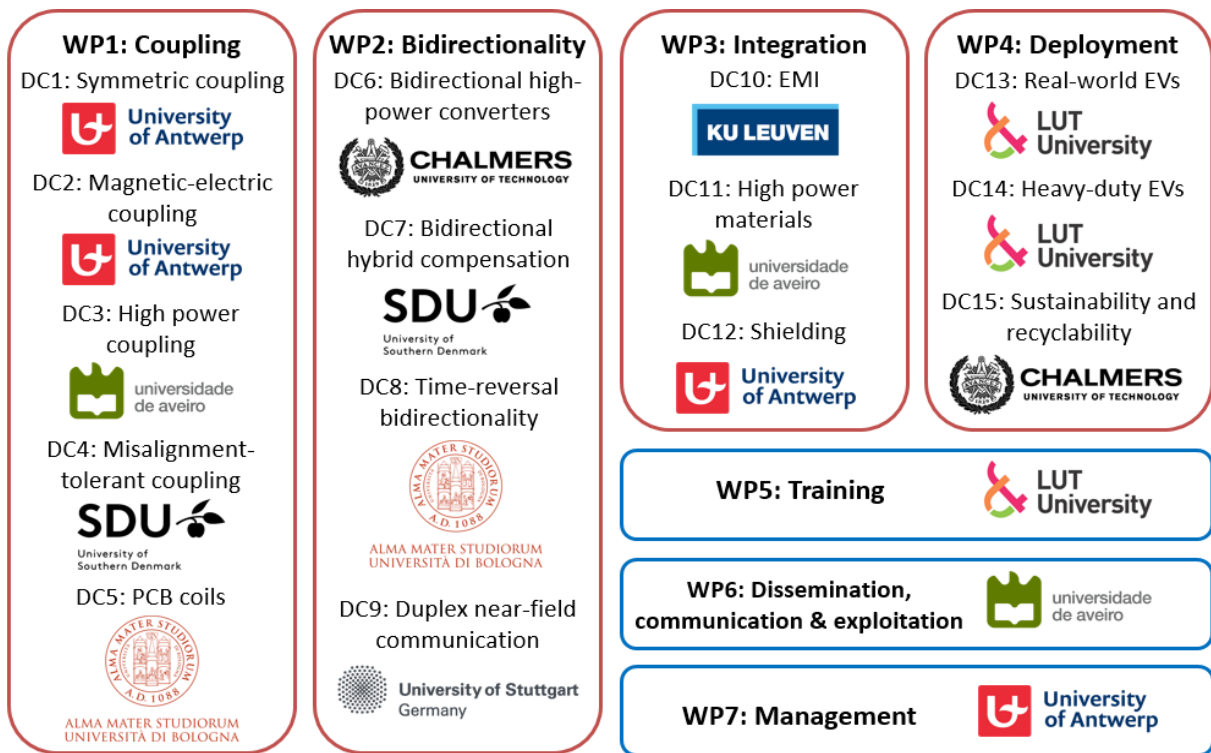 WP1: Coupling
DC1: Symmetric coupling
University
of Antwerp
DC2: Magnetic-electric
coupling
University
of Antwerp
DC3: High power
coupling
universidade
de aveiro
DC4: Misalignment-
tolerant coupling
SDU
University of
Southern Denmark
DC5: PCB coils
ALMA MATER STUDIORUM
A.D. 1088
ALMA MATER STUDIORUM
UNIVERSITÀ DI BOLOGNA
WP2: Bidirectionality
DC6: Bidirectional high-
power converters
CHALMERS
UNIVERSITY OF TECHNOLOGY
DC7: Bidirectional
hybrid compensation
SDU
University of
Southern Denmark
DC8: Time-reversal
bidirectionality
ALMA MATER STUDIORUM
A.D. 1088
ALMA MATER STUDIORUM
UNIVERSITÀ DI BOLOGNA
DC9: Duplex near-field
communication
University of Stuttgart
Germany
WP3: Integration
DC10: EMI
KU LEUVEN
DC11: High power
materials
universidade
de aveiro
DC12: Shielding
University
of Antwerp
WP4: Deployment
DC13: Real-world EVs
LUT
University
DC14: Heavy-duty EVs
LUT
University
DC15: Sustainability and
recyclability
CHALMERS
UNIVERSITY OF TECHNOLOGY
WP5: Training
LUT
University
WP6: Dissemination,
communication & exploitation
universidade
de aveiro
WP7: Management
University
of Antwerp